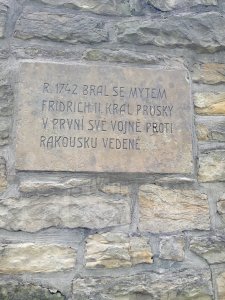 R. 1742 BRAL SE MÝTEM
FRIDRICH II. KRÁL PRUSKÝ
V PRVNÍ SVÉ VOJNĚ PROTI
RAKOUSKU VEDENÉ.